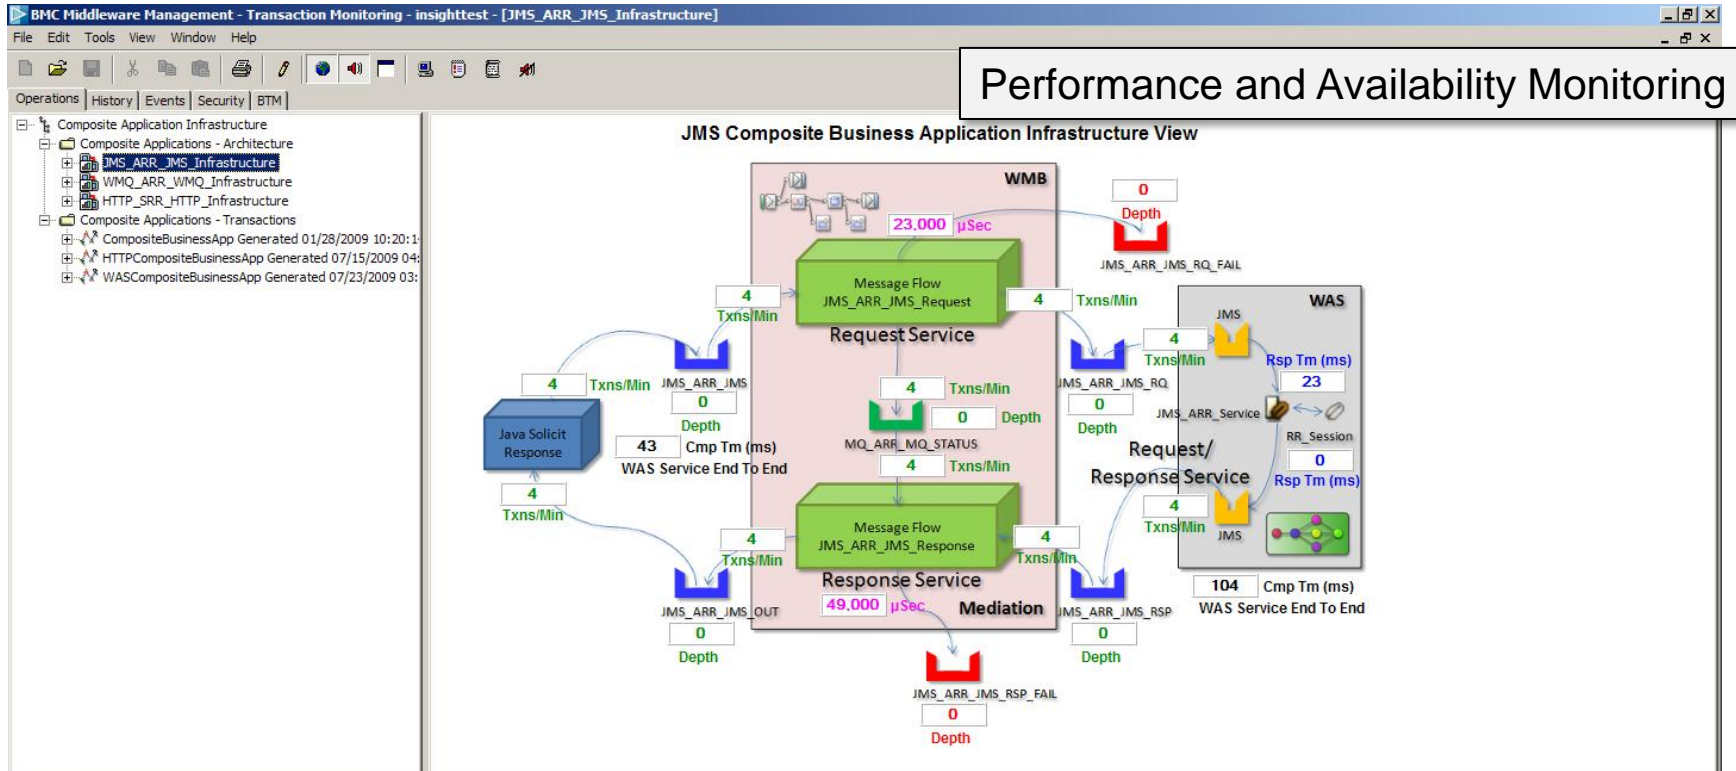 BMC Middleware Management - Transaction Monitoring - insighttest - [JMS_ARR_JMS_Infrastructure]
File Edit Tools View Window Help
Performance and Availability Monitoring
Operations History Events Security BTM
Composite Application Infrastructure
Composite Applications - Architecture
JMS_ARR_JMS_Infrastructure
WMQ_ARR_WMQ_Infrastructure
HTTP_SRR_HTTP_Infrastructure
Composite Applications - Transactions
CompositeBusinessApp Generated 01/28/2009 10:20:1
HTTPCompositeBusinessApp Generated 07/15/2009 04:
WASCompositeBusinessApp Generated 07/23/2009 03:
JMS Composite Business Application Infrastructure View
WMB
0
Depth
23,000 µSec
JMS_ARR_JMS_RQ_FAIL
Message Flow
JMS_ARR_JMS_Request
4
Txns/Min
4 Txns/Min
Request Service
WAS
JMS
4
Txns/Min
Rsp Tm (ms)
23
4 Txns/Min
JMS_ARR_JMS
0
Depth
4 Txns/Min
JMS_ARR_JMS_RQ
0
Depth
JMS_ARR_Service
RR_Session
0
Rsp Tm (ms)
Java Solicit
Response
43 Cmp Tm (ms)
WAS Service End To End
0 Depth
MQ_ARR_MQ_STATUS
4 Txns/Min
Request/
Response Service
4
Txns/Min
4
Txns/Min
JMS
Message Flow
JMS_ARR_JMS_Response
4
Txns/Min
4
Txns/Min
Response Service
49,000 µSec
Mediation
JMS_ARR_JMS_OUT
0
Depth
JMS_ARR_JMS_RSP
0
Depth
104 Cmp Tm (ms)
WAS Service End To End
JMS_ARR_JMS_RSP_FAIL
0
Depth